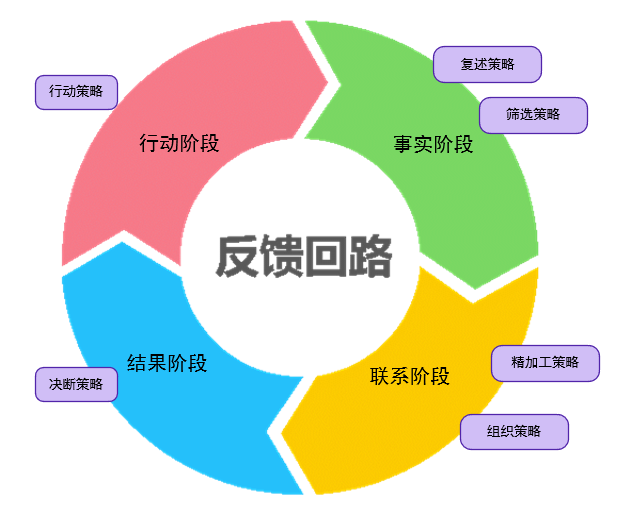 复述策略
行动策略
筛选策略
行动阶段
事实阶段
反馈回路
结果阶段
精加工策略
联系阶段
决断策略
组织策略